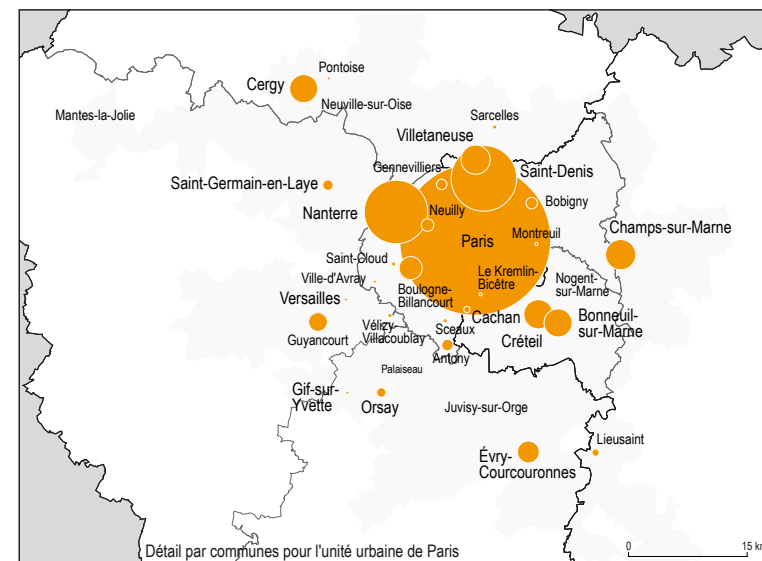 Pontoise
Cergy
Neuville-sur-Oise
Mantes-la-Jolie
Sarcelles
Villetaneuse
Gennevilliers
Saint-Denis
Saint-Germain-en-Laye
Bobigny
Nanterre
Neuilly
Montreuil
Champs-sur-Marne
Paris
Saint-Cloud
Le Kremlin-
Bicêtre
Nogent-
sur-Marne
Ville-d'Avray
Boulogne-
Billancourt
Versailles
Cachan
Bonneuil-
sur-Marne
Guyancourt
Vélizy-
Villacoublay
Sceaux
Créteil
Antony
Palaiseau
Gif-sur-
Yvette
Orsay
Juvisy-sur-Orge
Lieusaint
Évry-
Courcouronnes
Détail par communes pour l'unité urbaine de Paris
0 15 km